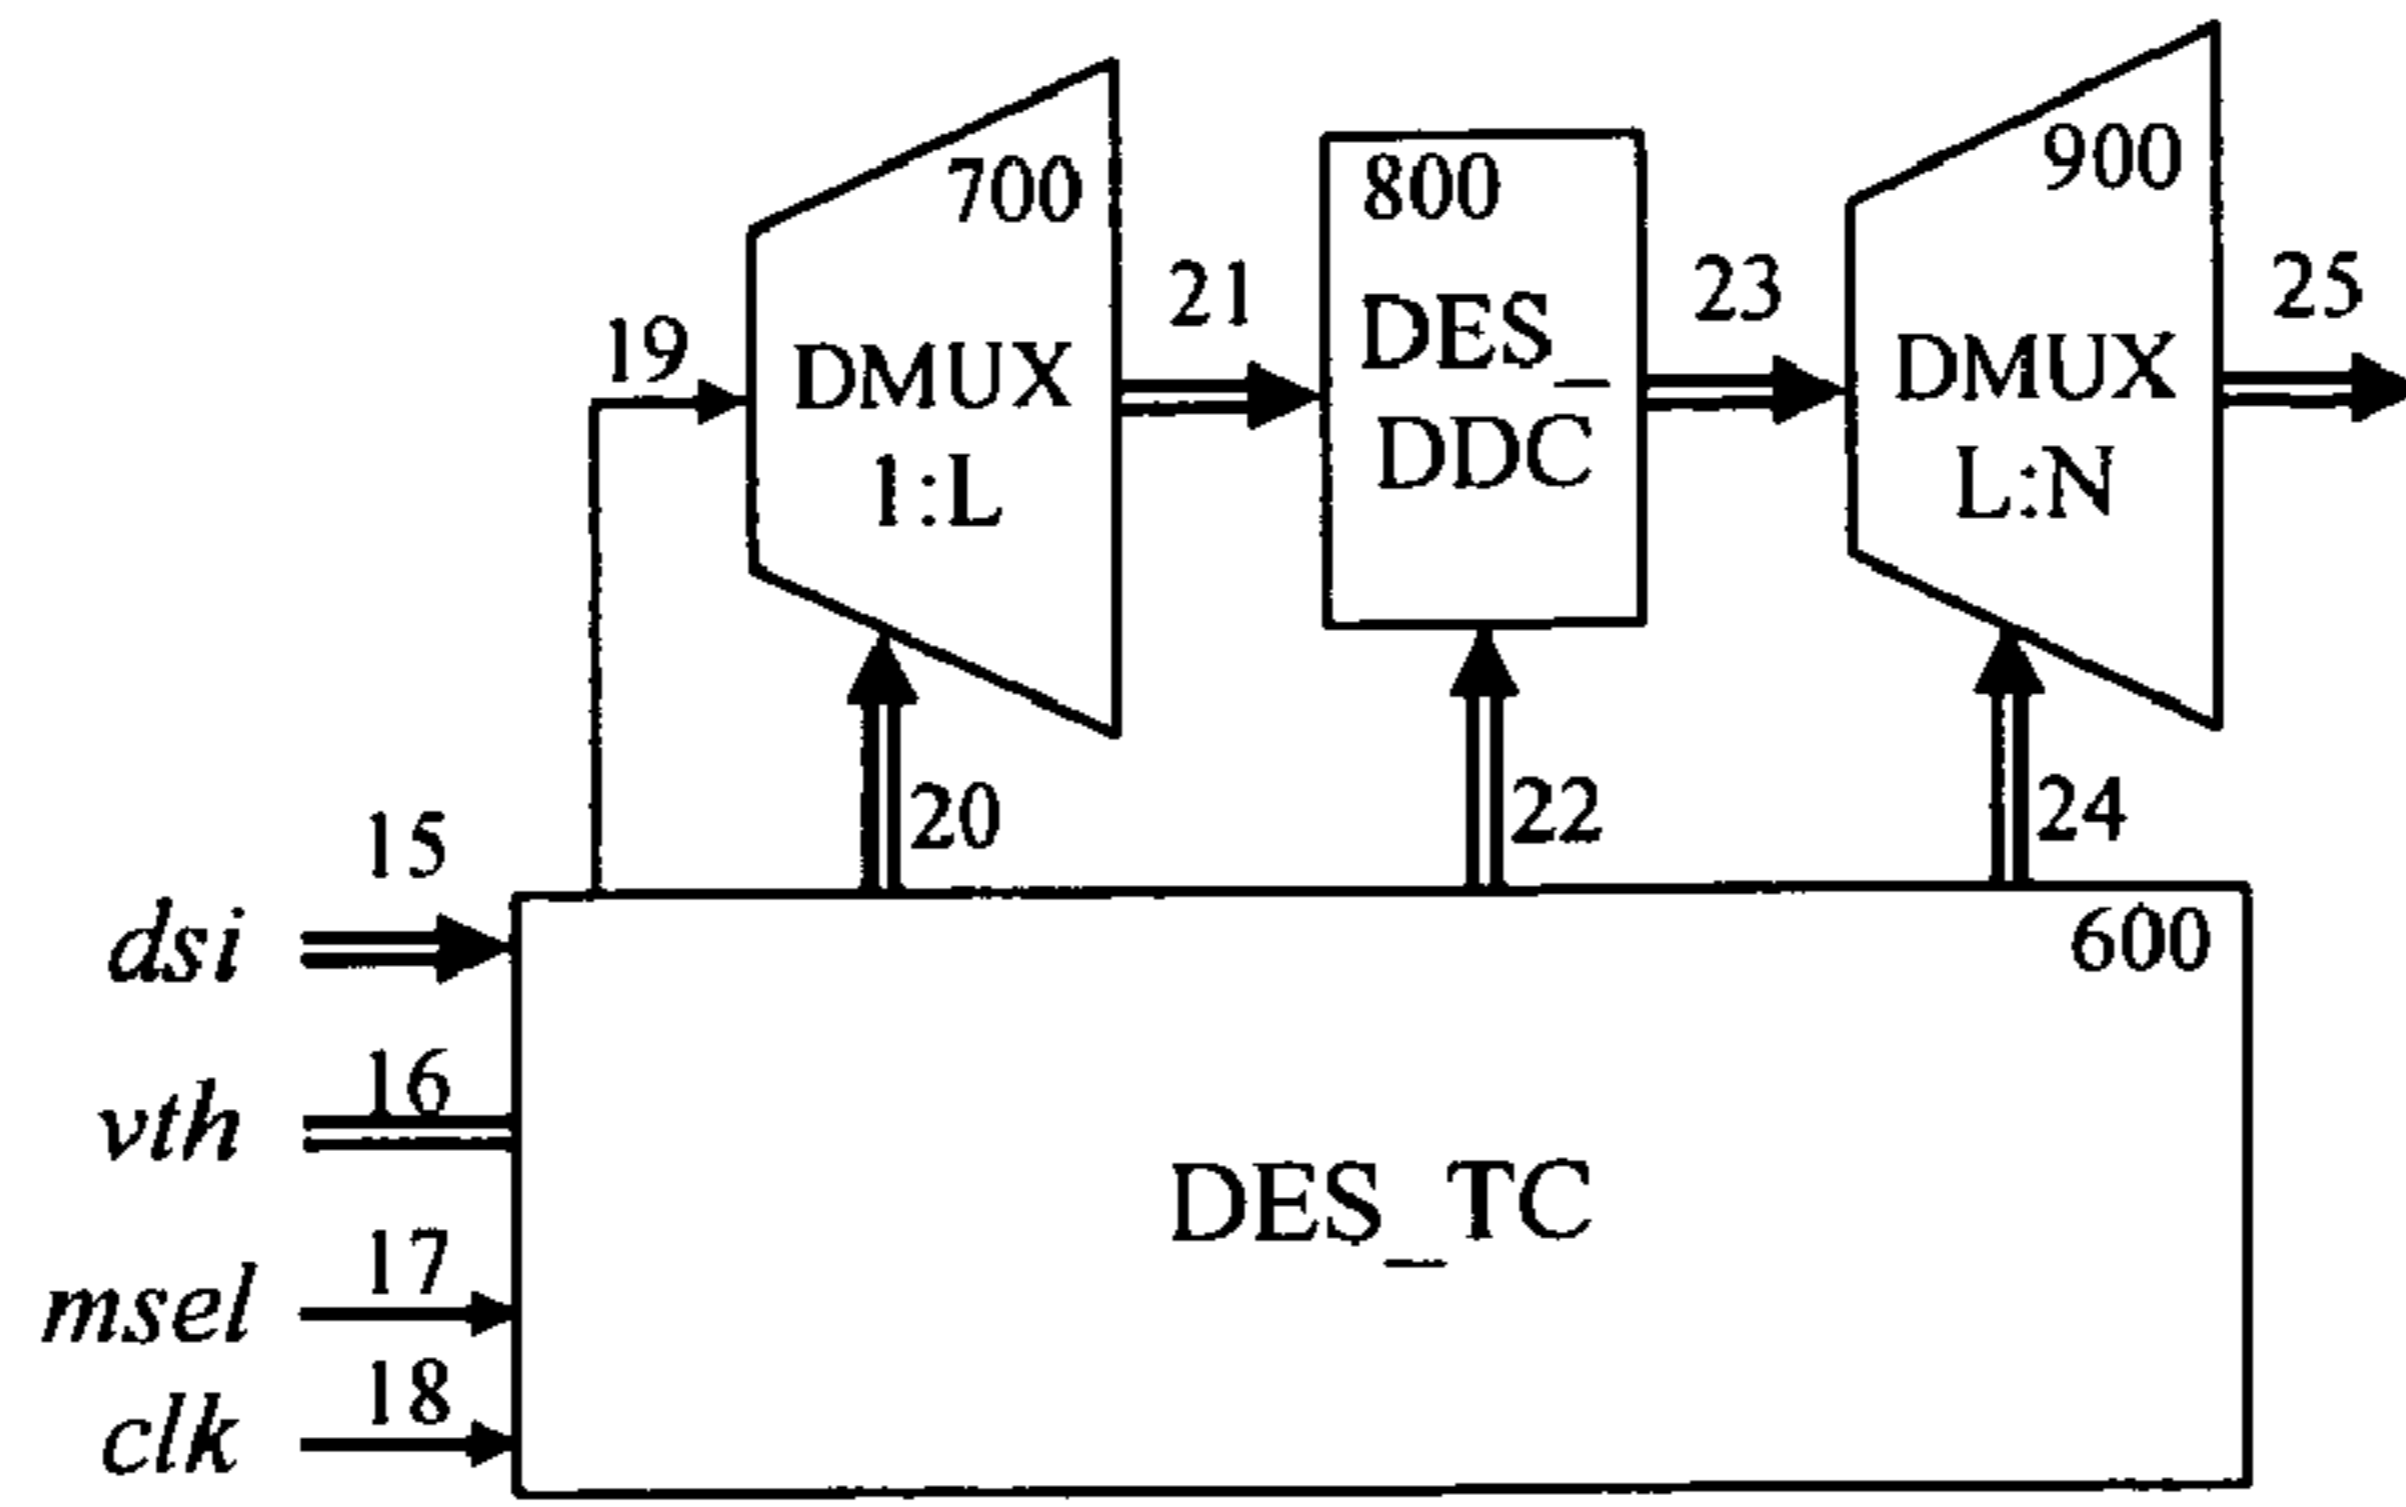 900
700
800
25
21
23
19
DES_
DMUX
DMUX
DDC
1:L
L:N
20
22
24
15
dsi
600
16
vth
DES_TC
17
msel
18
clk